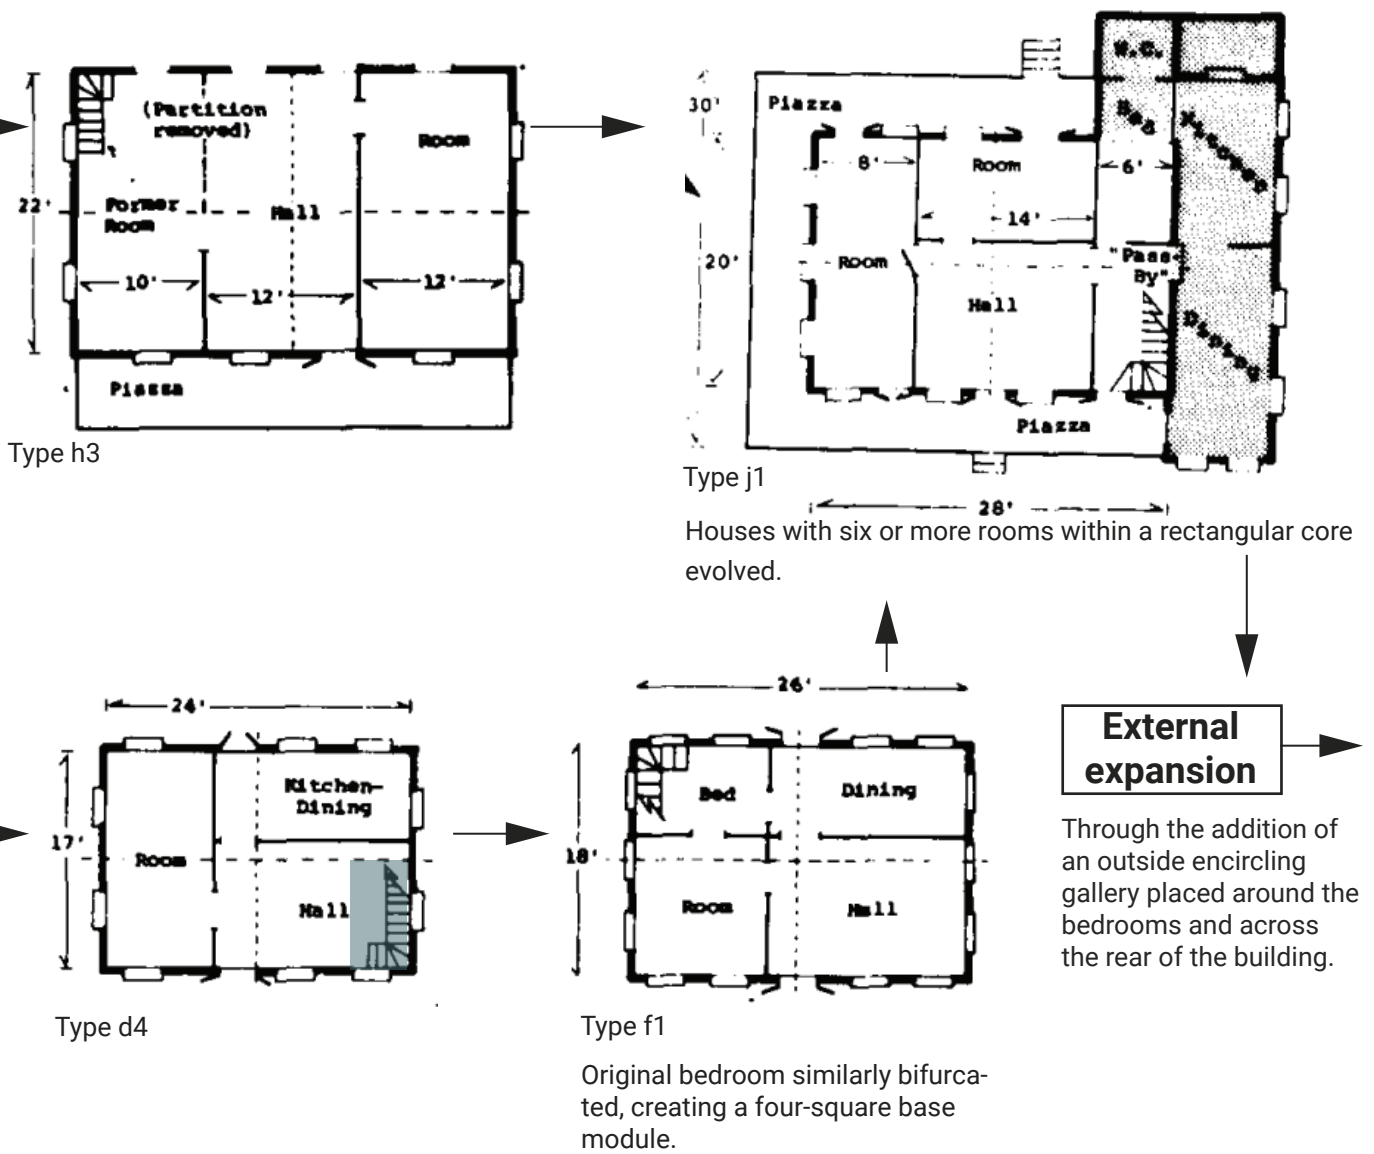 (Partition
removed)
Room
22'
Former
Room
Hall
10'
12'
12'
Piazza
Type h3
W.C.
30'
Piazza
Bed
Kitchen
8'
Room
6'
14'
20'
Room
"Pass-
By"
Hall
Dining
Piazza
Type j1
28'
Houses with six or more rooms within a rectangular core
evolved.
24'
Kitchen-
Dining
17'
Room
Hall
Type d4
26'
Bed
Dining
18'
Room
Hall
Type f1
Original bedroom similarly bifurca-
ted, creating a four-square base
module.
External
expansion
Through the addition of
an outside encircling
gallery placed around the
bedrooms and across
the rear of the building.